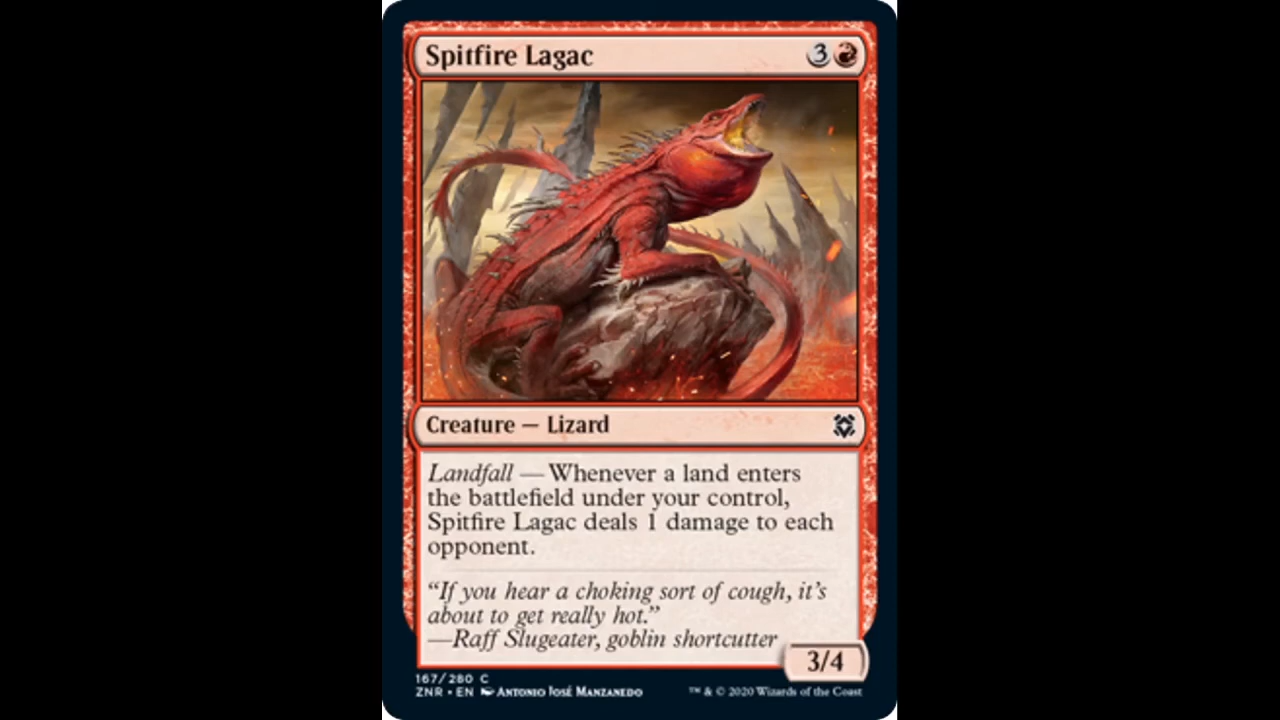 Spitfire Lagac 3
Creature — Lizard
Landfall — Whenever a land enters
the battlefield under your control,
Spitfire Lagac deals 1 damage to each
opponent.
“If you hear a choking sort of cough, it’s
about to get really hot.”
—Raff Slugeater, goblin shortcutter
3/4
167/280 C
ZNR • EN Antonio José Manzanedo ™ & © 2020 Wizards of the Coast